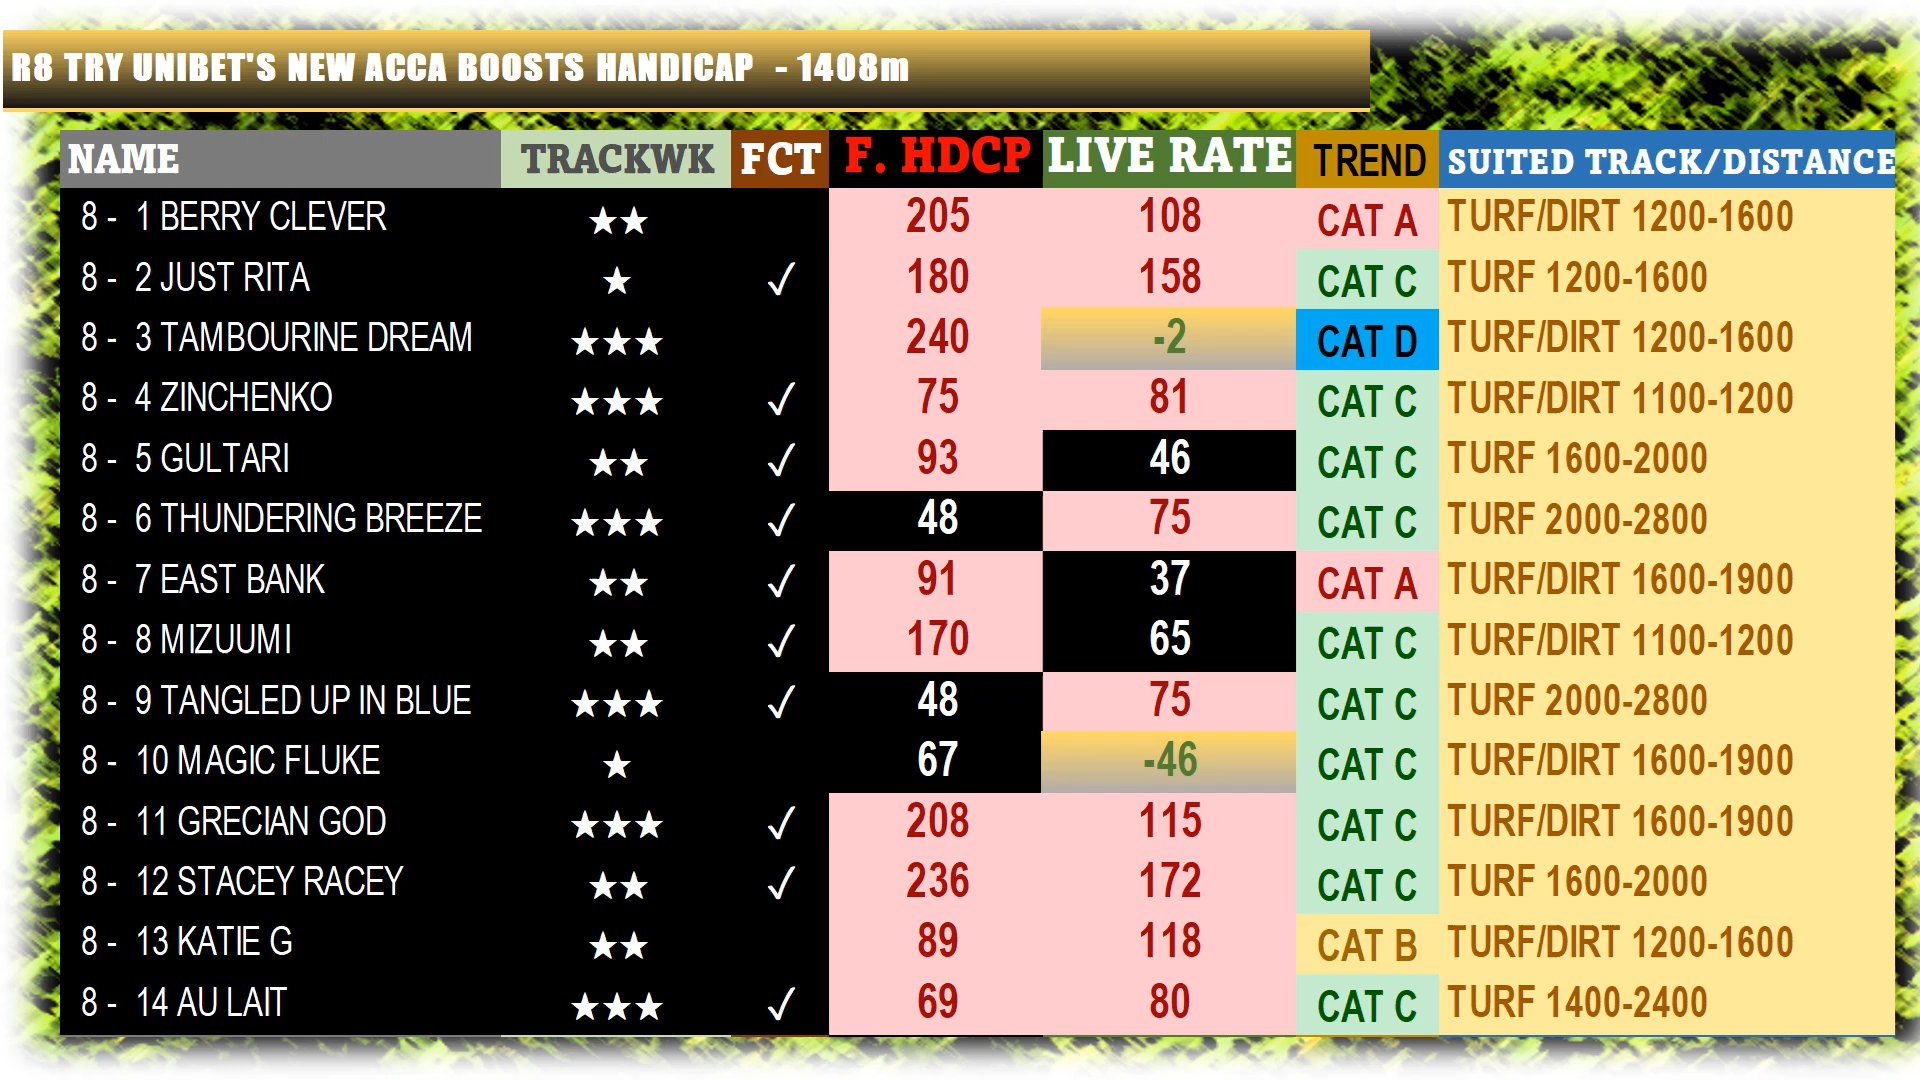 R8 TRY UNIBET'S NEW ACCA BOOSTS HANDICAP - 1408m
NAME TRACKWK FCT F. HDCP LIVE RATE TREND SUITED TRACK/DISTANCE
8 - 1 BERRY CLEVER ★★ 205 108 CAT A TURF/DIRT 1200-1600
8 - 2 JUST RITA ★ ✓ 180 158 CAT C TURF 1200-1600
8 - 3 TAMBOURINE DREAM ★★★ 240 -2 CAT D TURF/DIRT 1200-1600
8 - 4 ZINCHENKO ★★★ ✓ 75 81 CAT C TURF/DIRT 1100-1200
8 - 5 GULTARI ★★ ✓ 93 46 CAT C TURF 1600-2000
8 - 6 THUNDERING BREEZE ★★★ ✓ 48 75 CAT C TURF 2000-2800
8 - 7 EAST BANK ★★ ✓ 91 37 CAT A TURF/DIRT 1600-1900
8 - 8 MIZUUMI ★★ ✓ 170 65 CAT C TURF/DIRT 1100-1200
8 - 9 TANGLED UP IN BLUE ★★★ ✓ 48 75 CAT C TURF 2000-2800
8 - 10 MAGIC FLUKE ★ 67 -46 CAT C TURF/DIRT 1600-1900
8 - 11 GRECIAN GOD ★★★ ✓ 208 115 CAT C TURF/DIRT 1600-1900
8 - 12 STACEY RACEY ★★ ✓ 236 172 CAT C TURF 1600-2000
8 - 13 KATIE G ★★ 89 118 CAT B TURF/DIRT 1200-1600
8 - 14 AU LAIT ★★★ ✓ 69 80 CAT C TURF 1400-2400